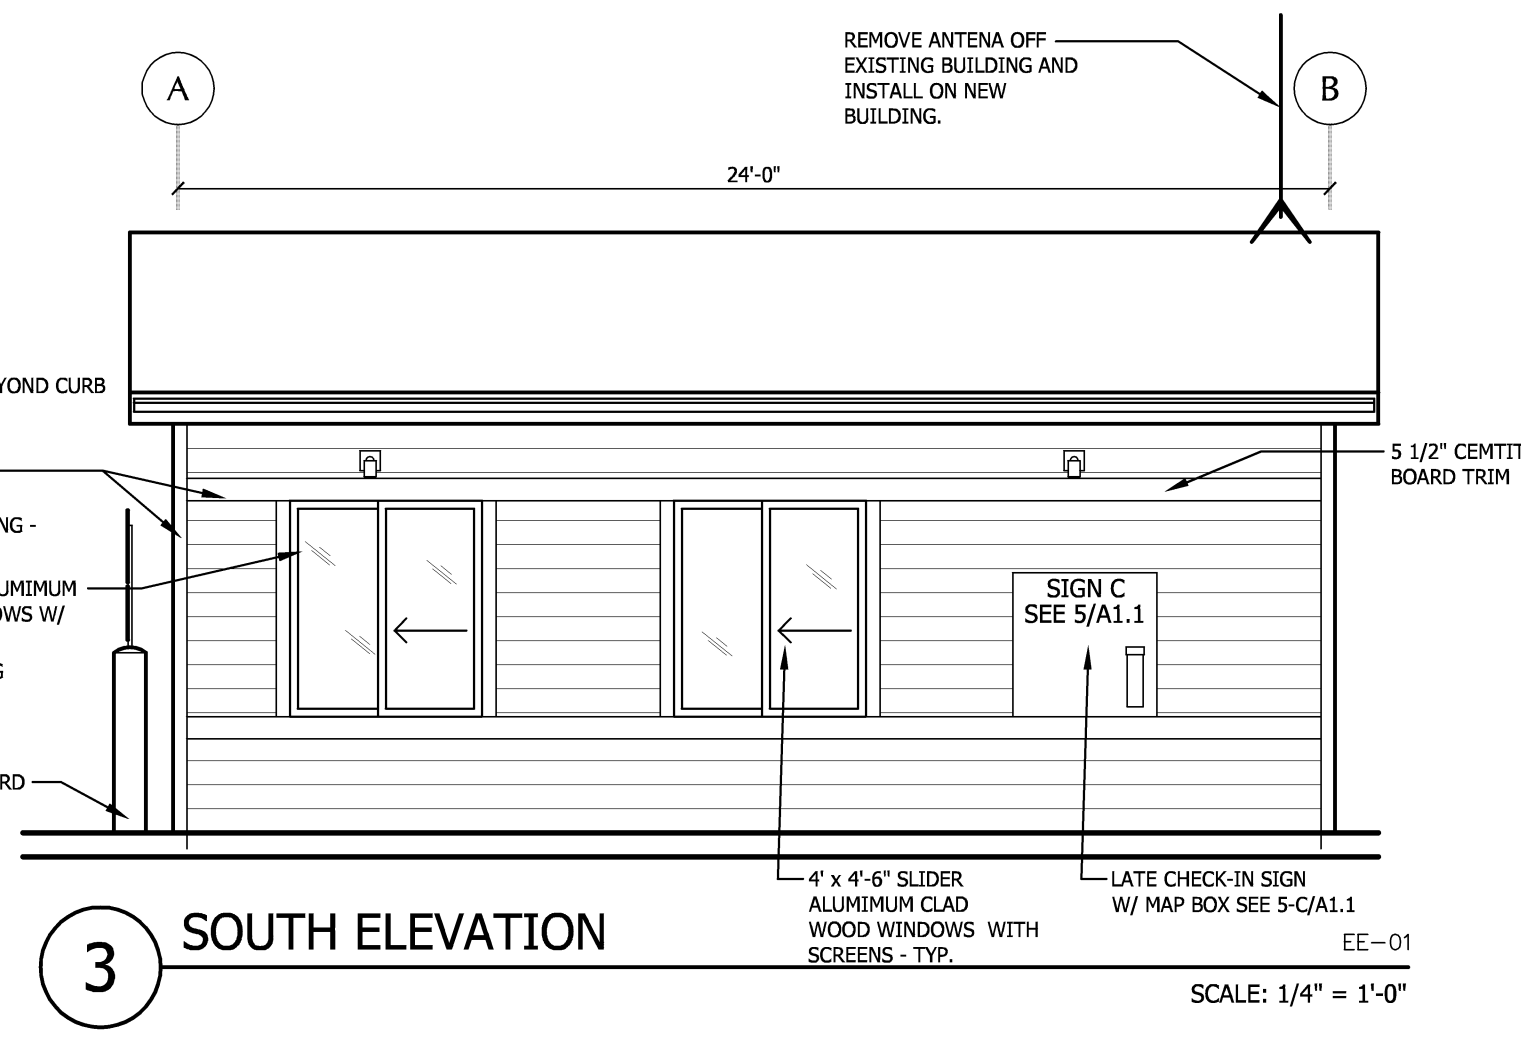 REMOVE ANTENA OFF
EXISTING BUILDING AND
INSTALL ON NEW
BUILDING.
A
B
24'-0"
YOND CURB
5 1/2" CEMTIT
BOARD TRIM
NG -
UMIMUM
OWS W/
G
SIGN C
SEE 5/A1.1
RD
4' x 4'-6" SLIDER
ALUMIMUM CLAD
WOOD WINDOWS WITH
SCREENS - TYP.
LATE CHECK-IN SIGN
W/ MAP BOX SEE 5-C/A1.1
3
SOUTH ELEVATION
EE-01
SCALE: 1/4" = 1'-0"